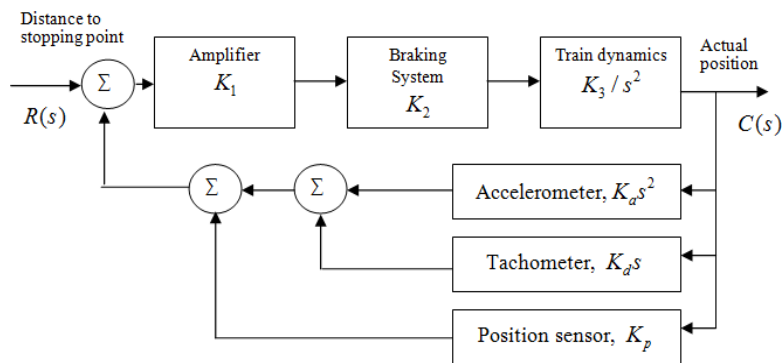 Distance to
stopping point
Σ
R(s)
Amplifier
K₁
Braking
System
K₂
Train dynamics
K₃ / s²
Actual
position
C(s)
Σ
Σ
Accelerometer, Kₐs²
Tachometer, K_d s
Position sensor, Kₚ